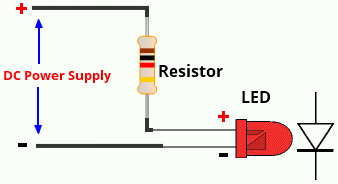 +
DC Power Supply
Resistor
LED
+
-
-